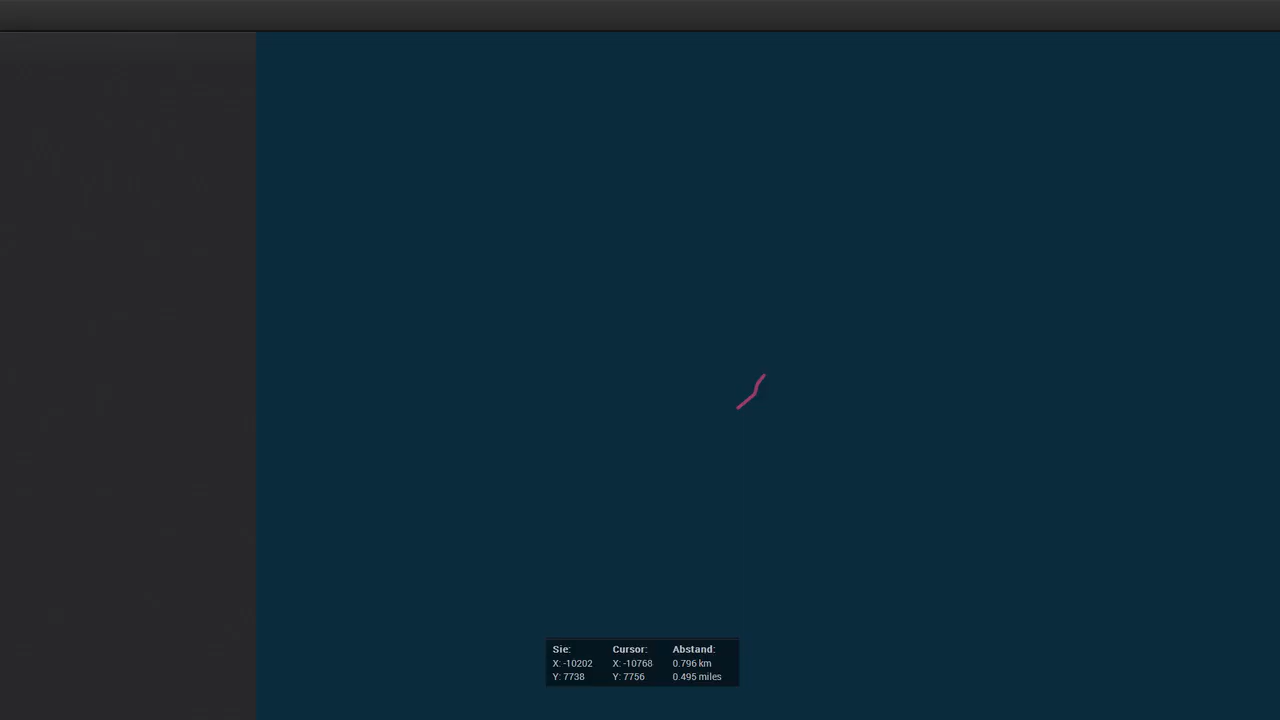 Sie: Cursor: Abstand:
X: -10202 X: -10768 0.796 km
Y: 7738 Y: 7756 0.495 miles